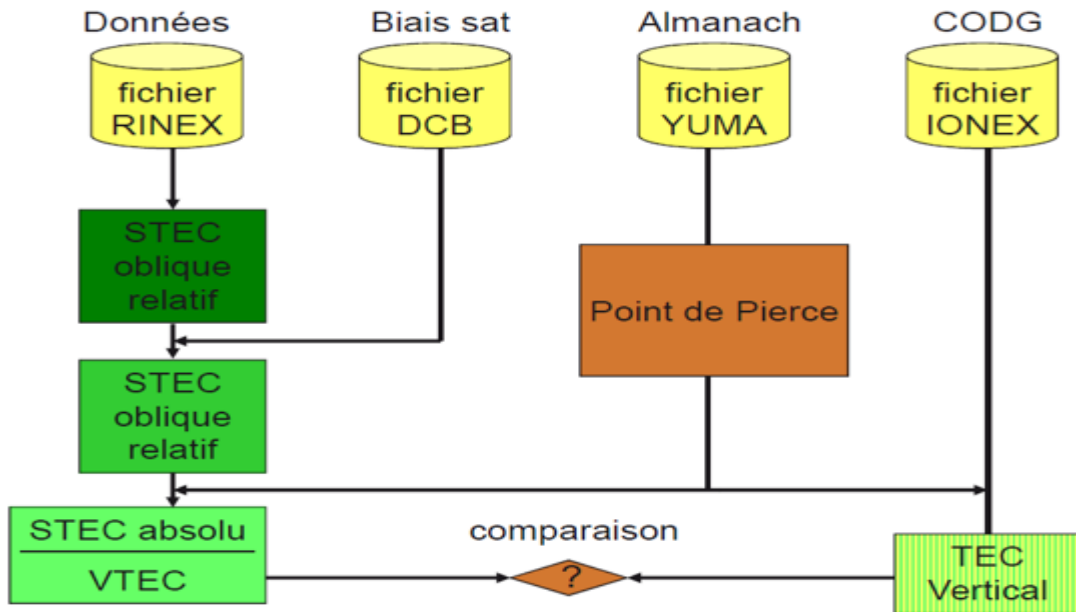 Données
Biais sat
Almanach
CODG
fichier
RINEX
fichier
DCB
fichier
YUMA
fichier
IONEX
STEC
oblique
relatif
Point de Pierce
STEC
oblique
relatif
STEC absolu
VTEC
comparaison
?
TEC
Vertical